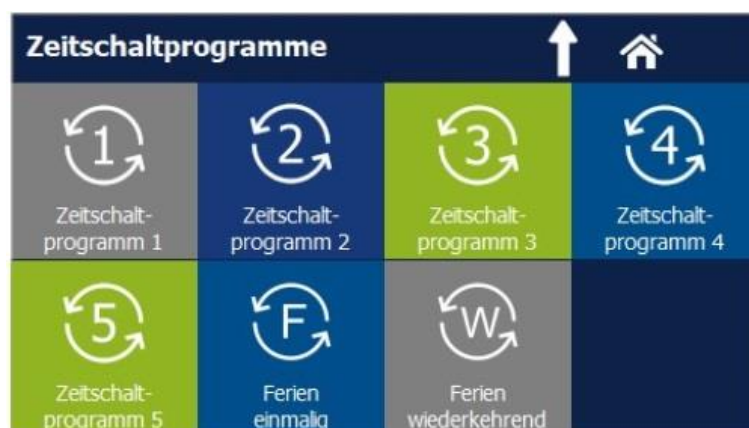 Zeitschaltprogramme
1
2
3
4
Zeitschalt-
programm 1
Zeitschalt-
programm 2
Zeitschalt-
programm 3
Zeitschalt-
programm 4
5
F
W
Zeitschalt-
programm 5
Ferien
einmalig
Ferien
wiederkehrend